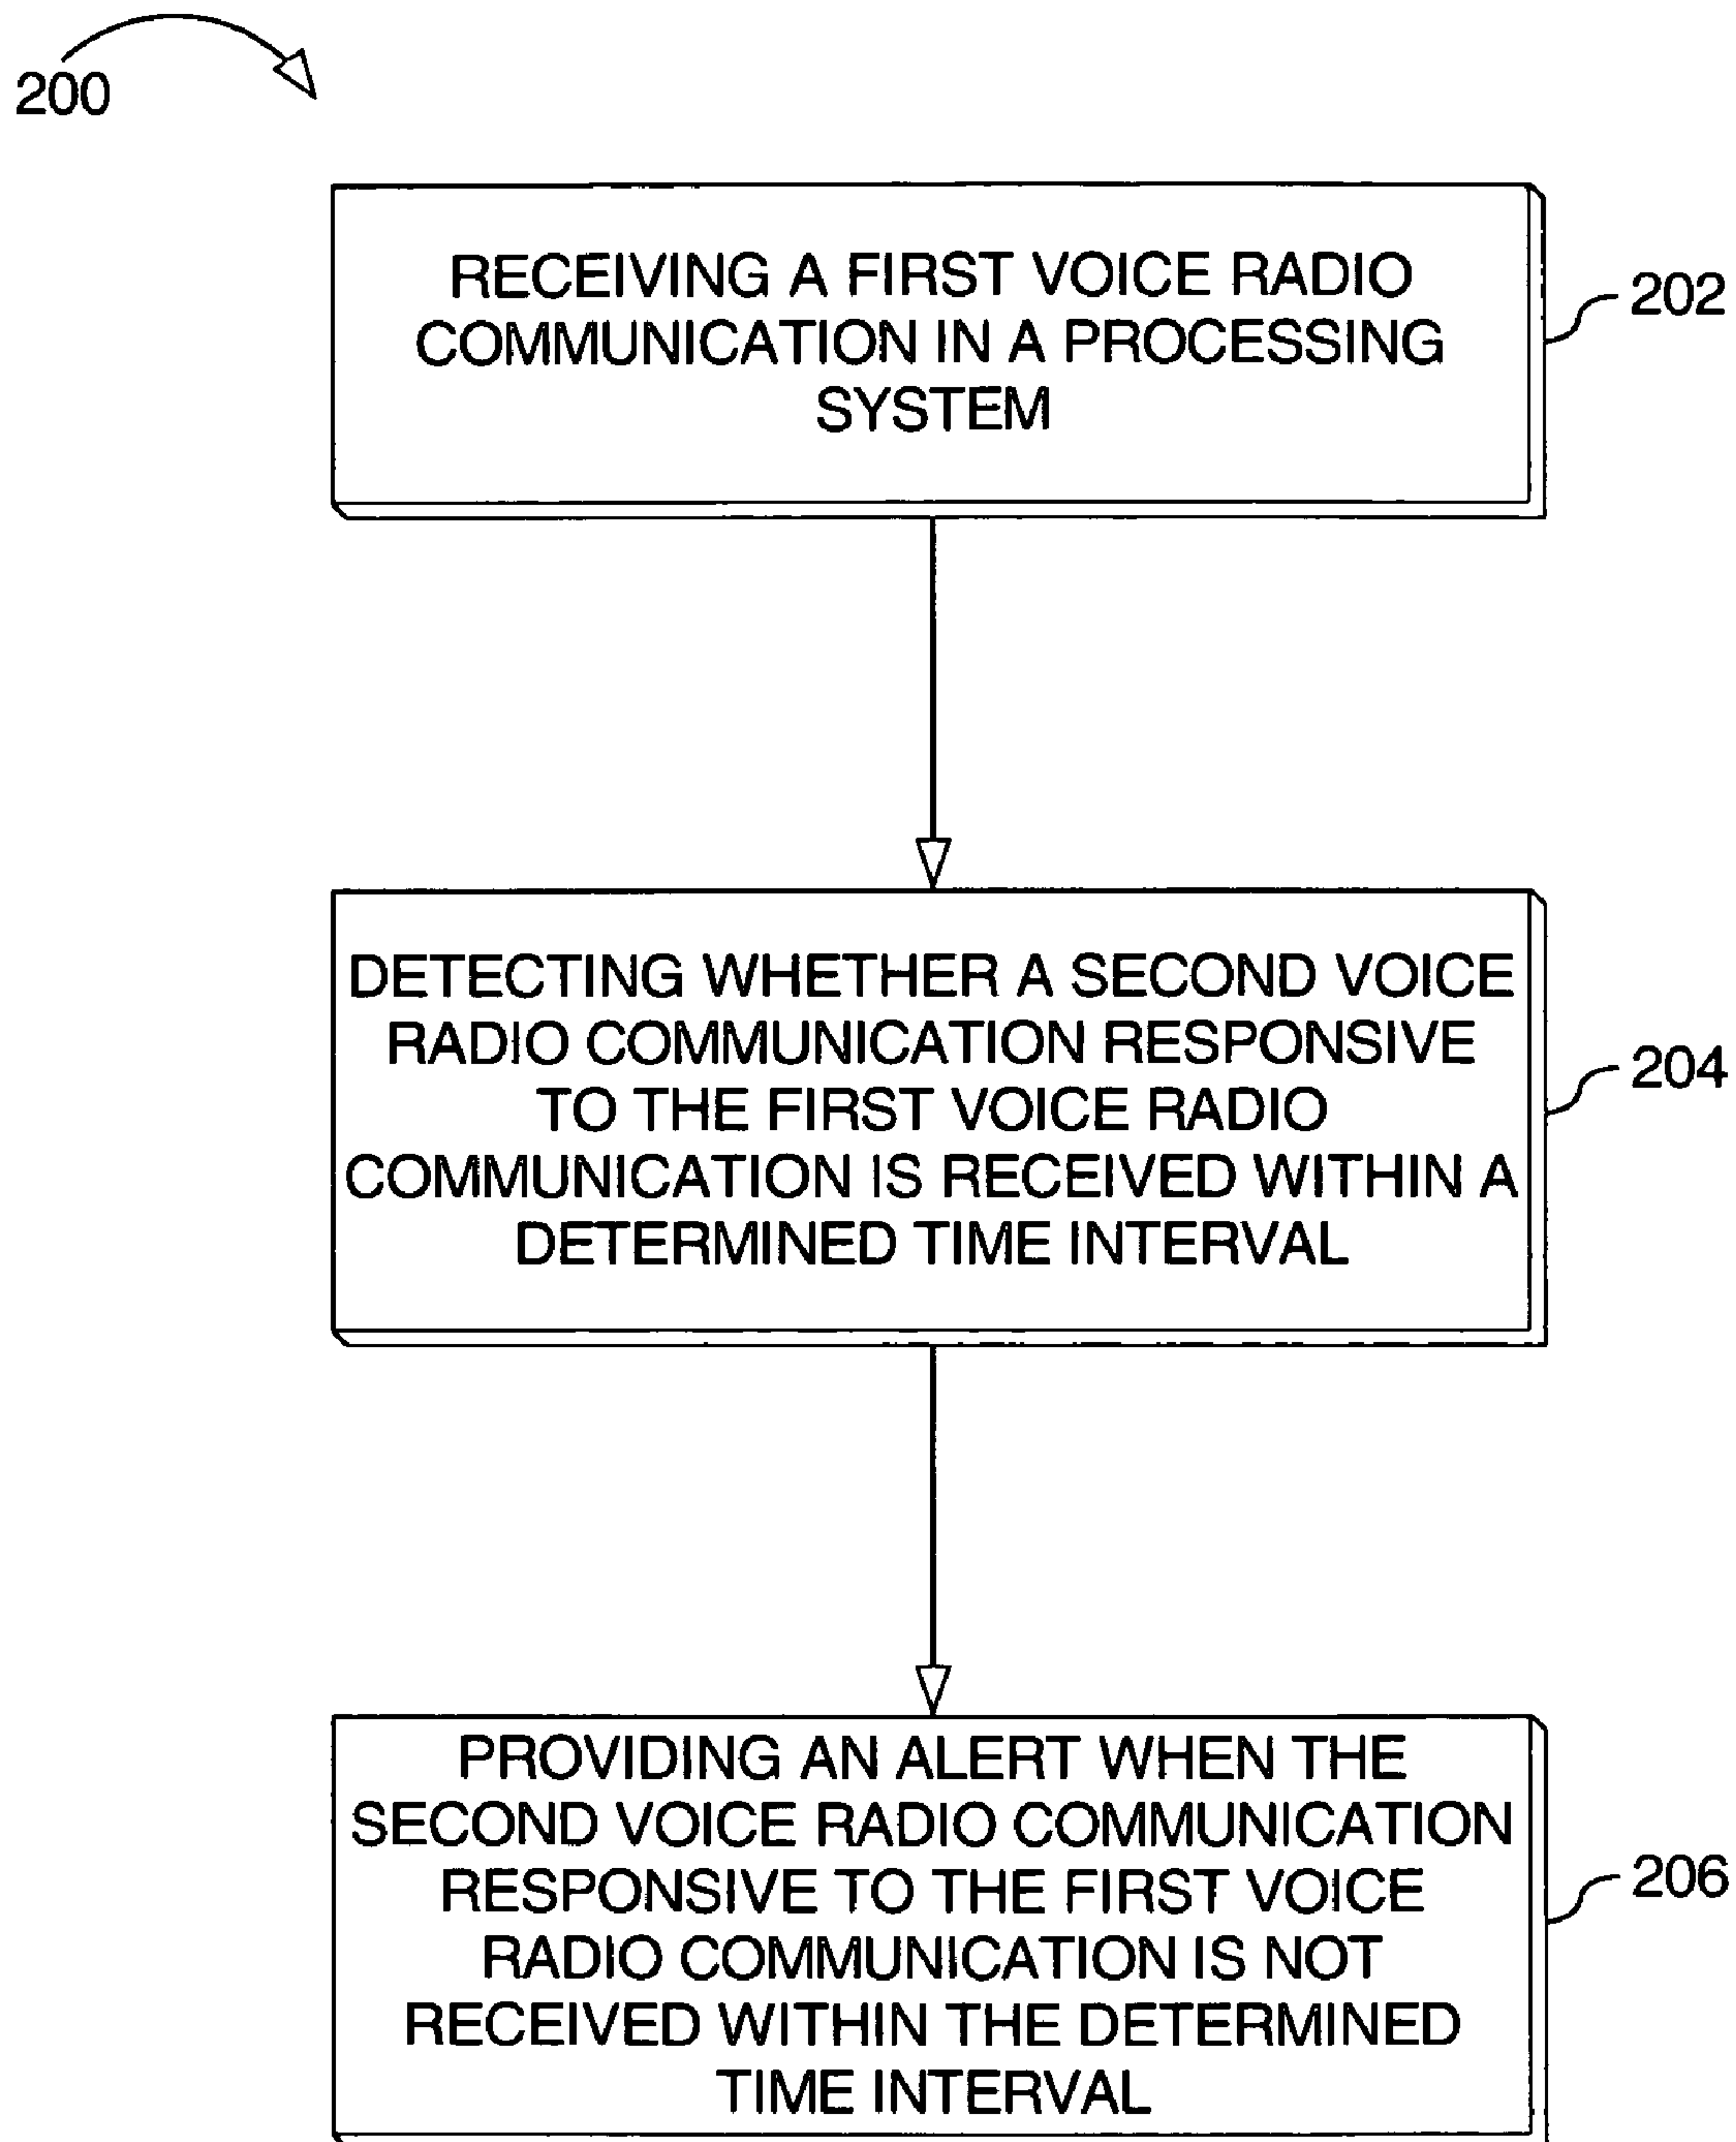 200
RECEIVING A FIRST VOICE RADIO
COMMUNICATION IN A PROCESSING
SYSTEM
202
DETECTING WHETHER A SECOND VOICE
RADIO COMMUNICATION RESPONSIVE
TO THE FIRST VOICE RADIO
COMMUNICATION IS RECEIVED WITHIN A
DETERMINED TIME INTERVAL
204
PROVIDING AN ALERT WHEN THE
SECOND VOICE RADIO COMMUNICATION
RESPONSIVE TO THE FIRST VOICE
RADIO COMMUNICATION IS NOT
RECEIVED WITHIN THE DETERMINED
TIME INTERVAL
206